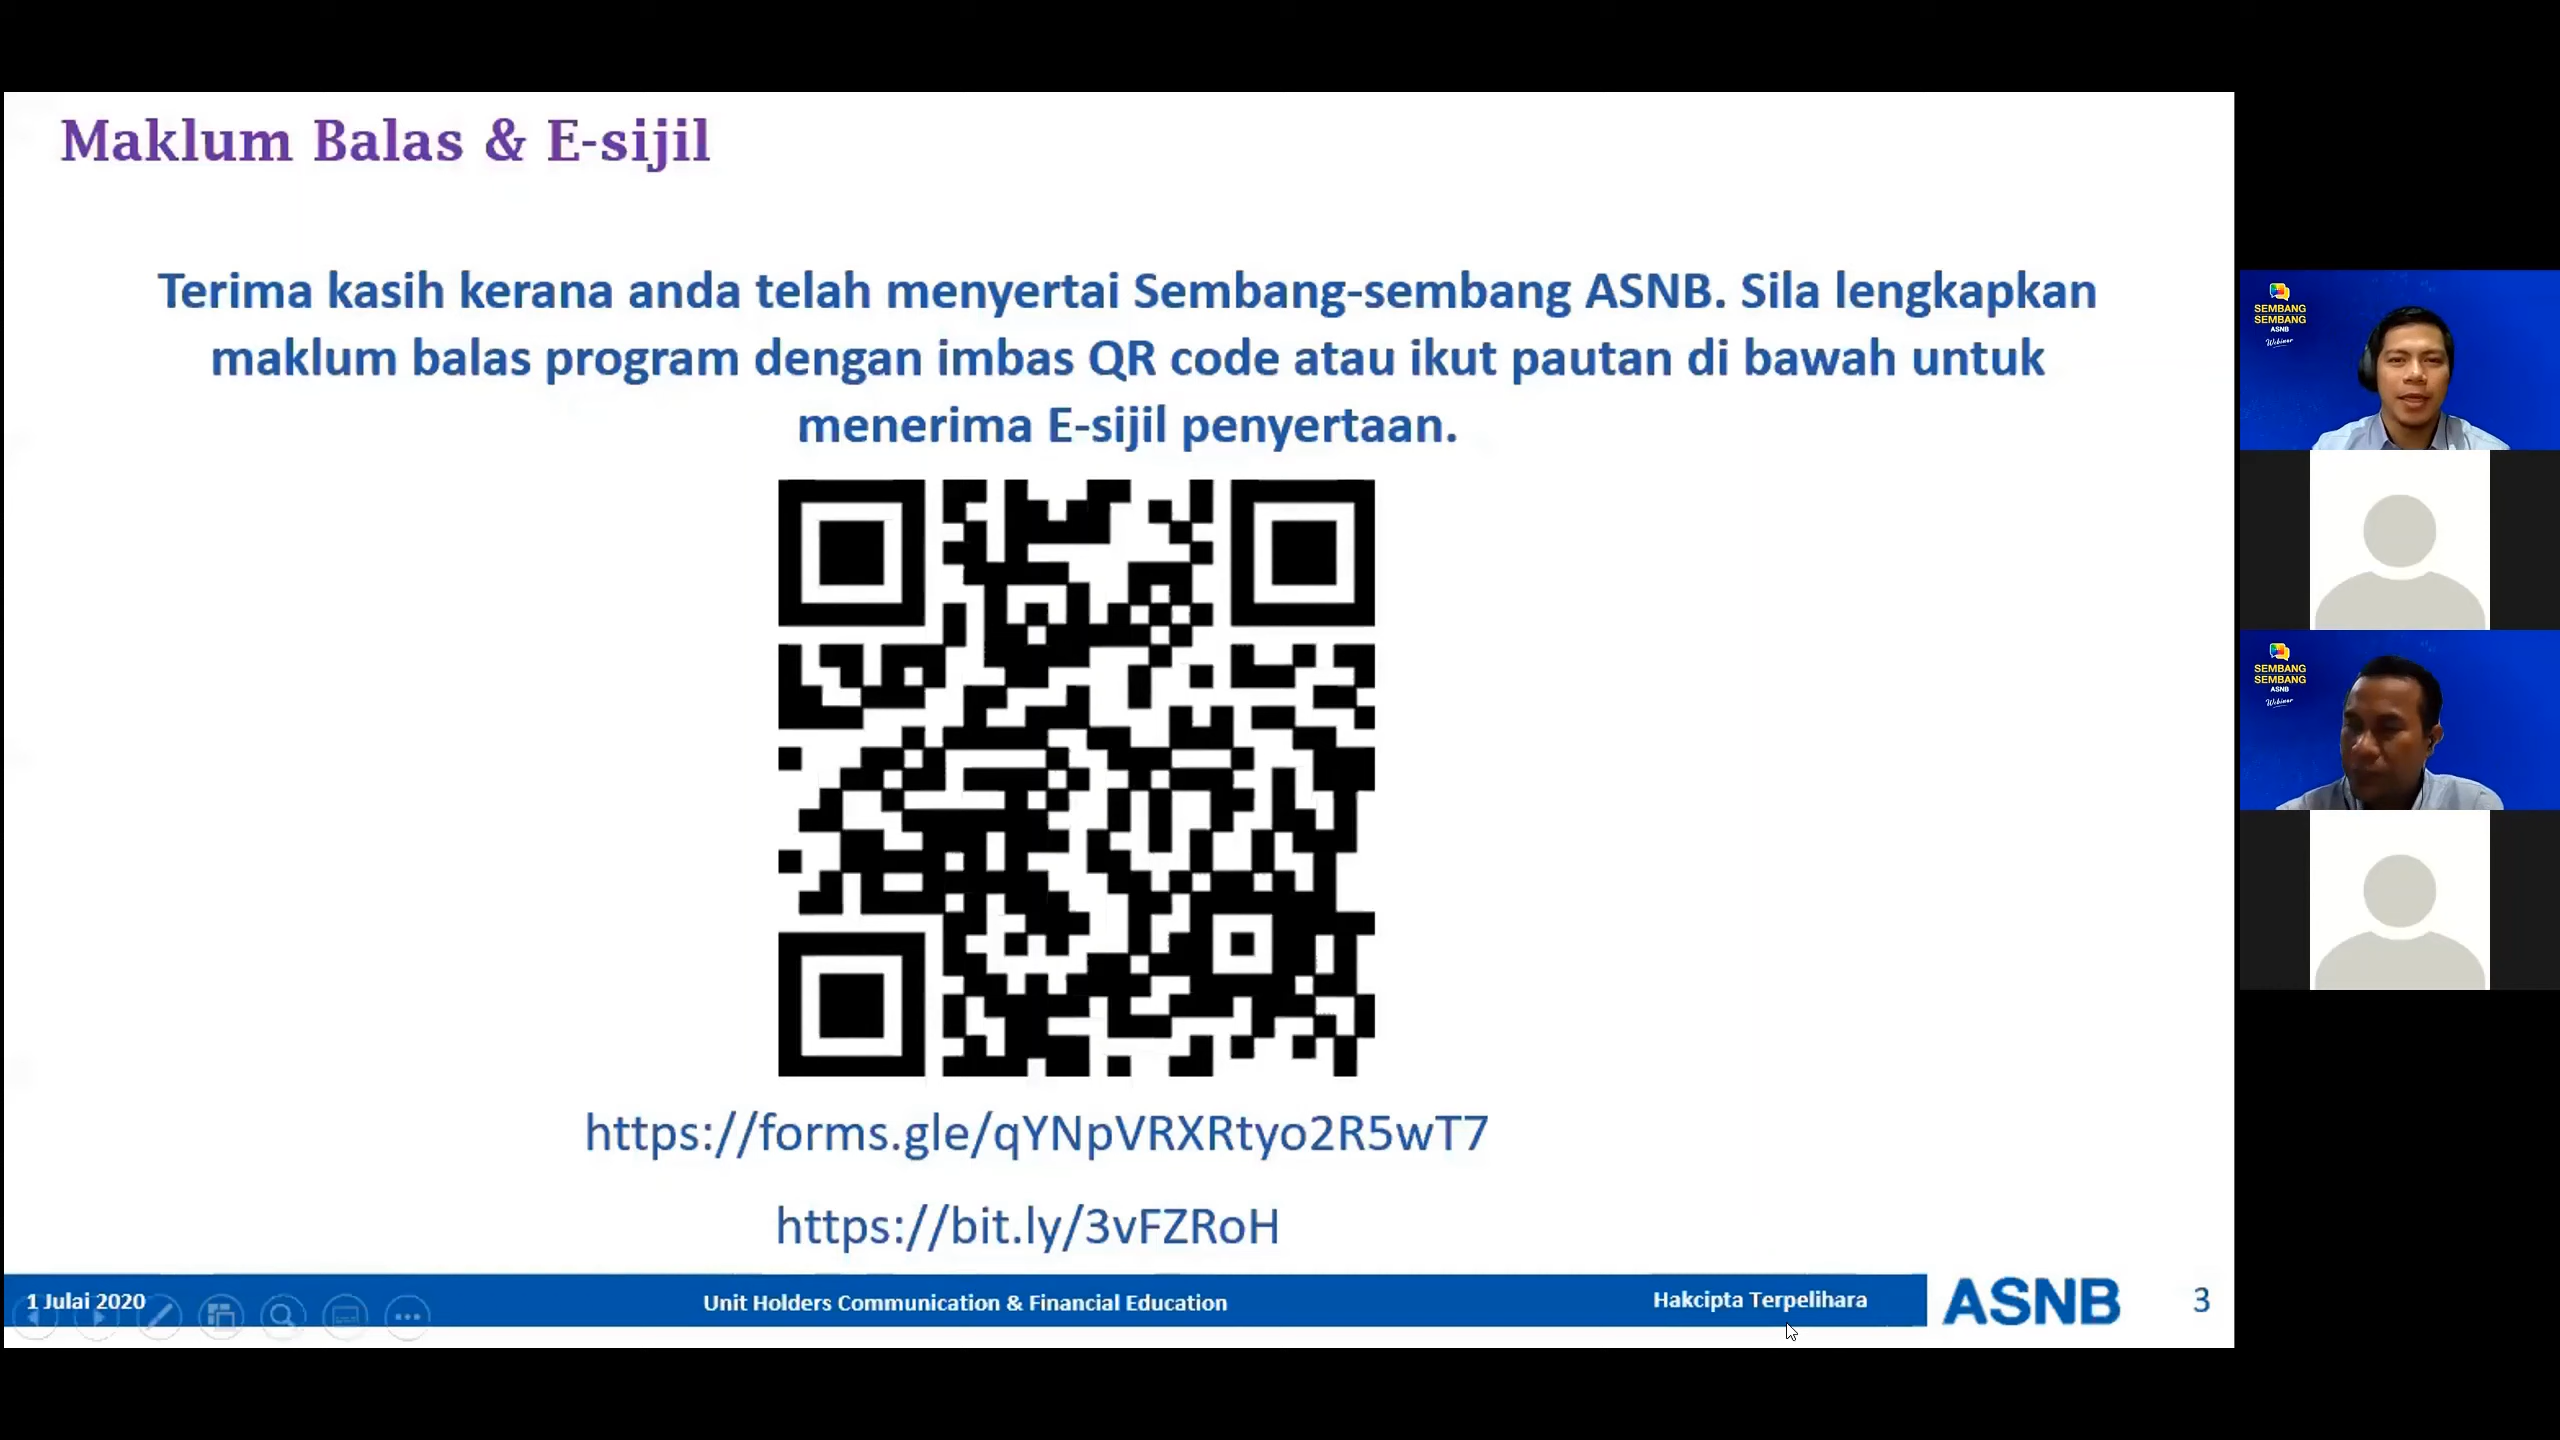 Maklum Balas & E-sijil
Terima kasih kerana anda telah menyertai Sembang-sembang ASNB. Sila lengkapkan
maklum balas program dengan imbas QR code atau ikut pautan di bawah untuk
menerima E-sijil penyertaan.
https://forms.gle/qYNpVRXRtyo2R5wT7
https://bit.ly/3vFZRoH
1 Julai 2020
Unit Holders Communication & Financial Education
Hakcipta Terpelihara
ASNB
3
SEMBANG
SEMBANG
ASNB
Webinar
SEMBANG
SEMBANG
ASNB
Webinar